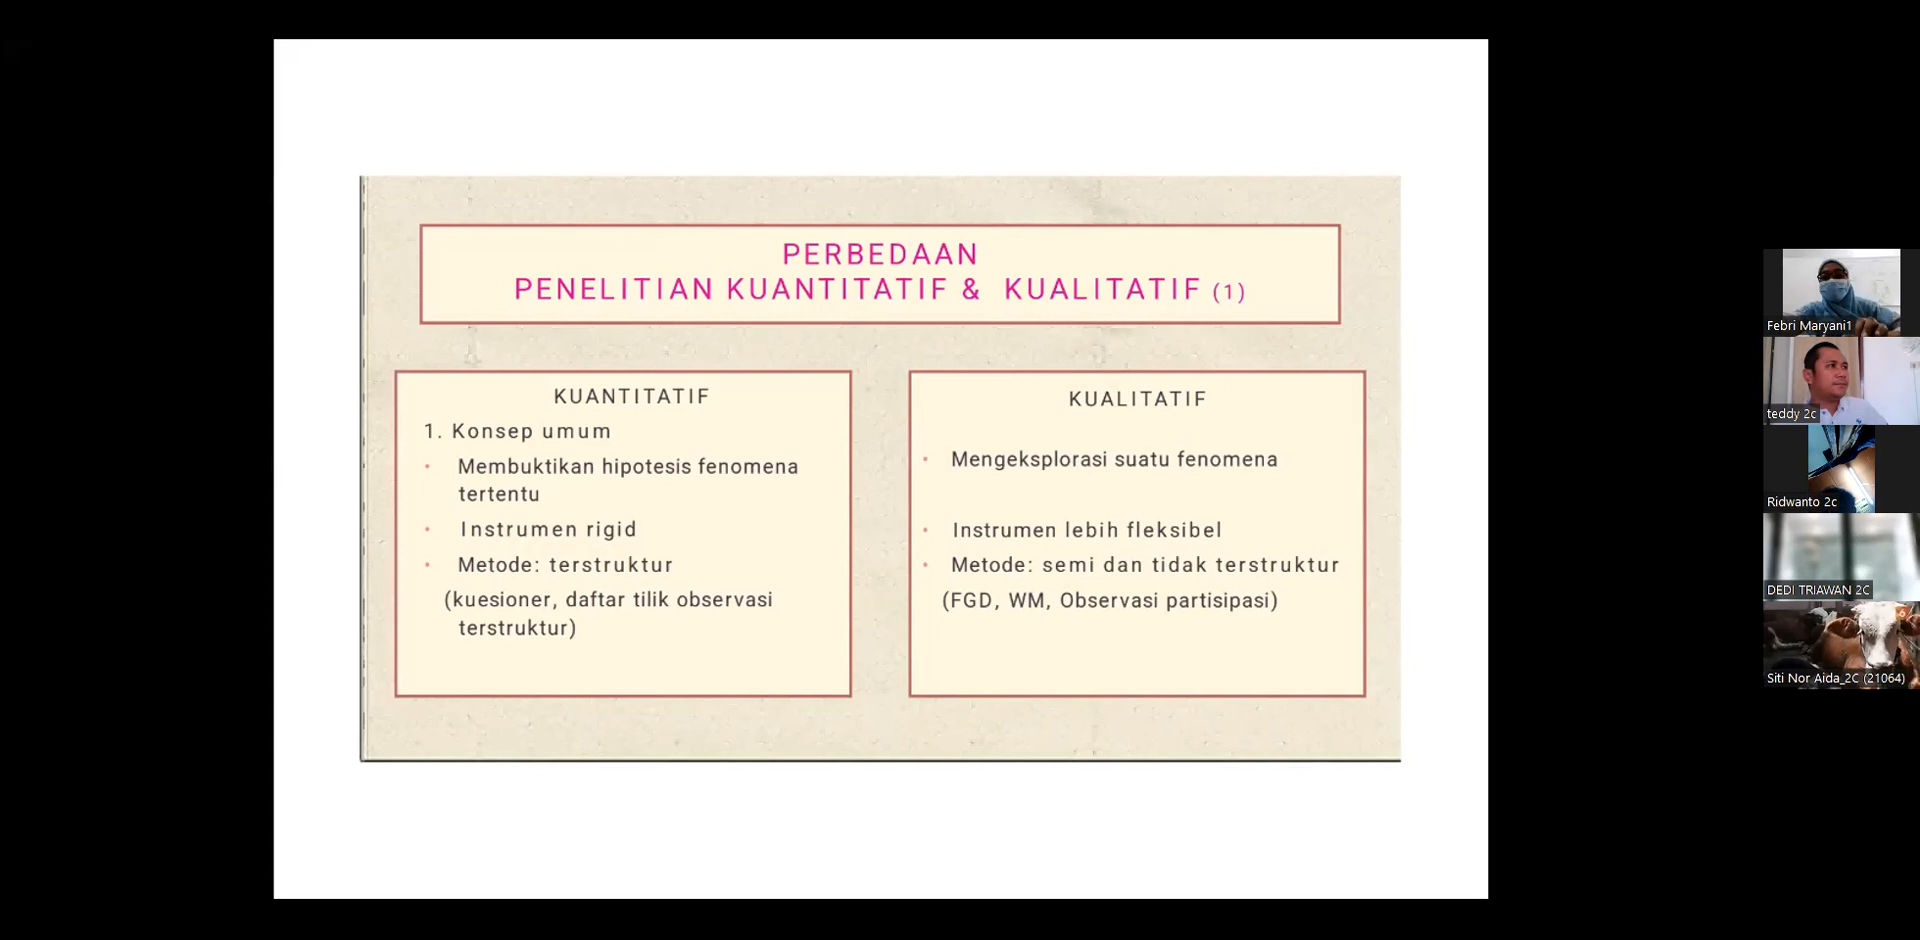 PERBEDAAN
PENELITIAN KUANTITATIF & KUALITATIF (1)
KUANTITATIF
1. Konsep umum
• Membuktikan hipotesis fenomena
tertentu
• Instrumen rigid
• Metode: terstruktur
(kuesioner, daftar tilik observasi
terstruktur)
KUALITATIF
• Mengeksplorasi suatu fenomena
• Instrumen lebih fleksibel
• Metode: semi dan tidak terstruktur
(FGD, WM, Observasi partisipasi)
Febri Maryani1
teddy 2c
Ridwanto 2c
DEDI TRIAWAN 2C
Siti Nor Aida_2C (21064)